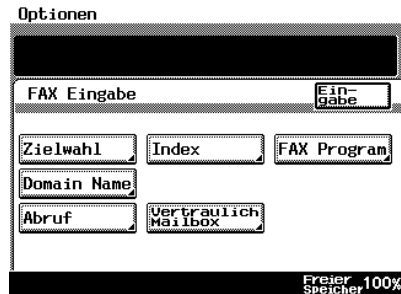 Optionen
FAX Eingabe
Ein-
gabe
Zielwahl
Index
FAX Program
Domain Name
Abruf
Vertraulich
Mailbox
Freier
Speicher 100%